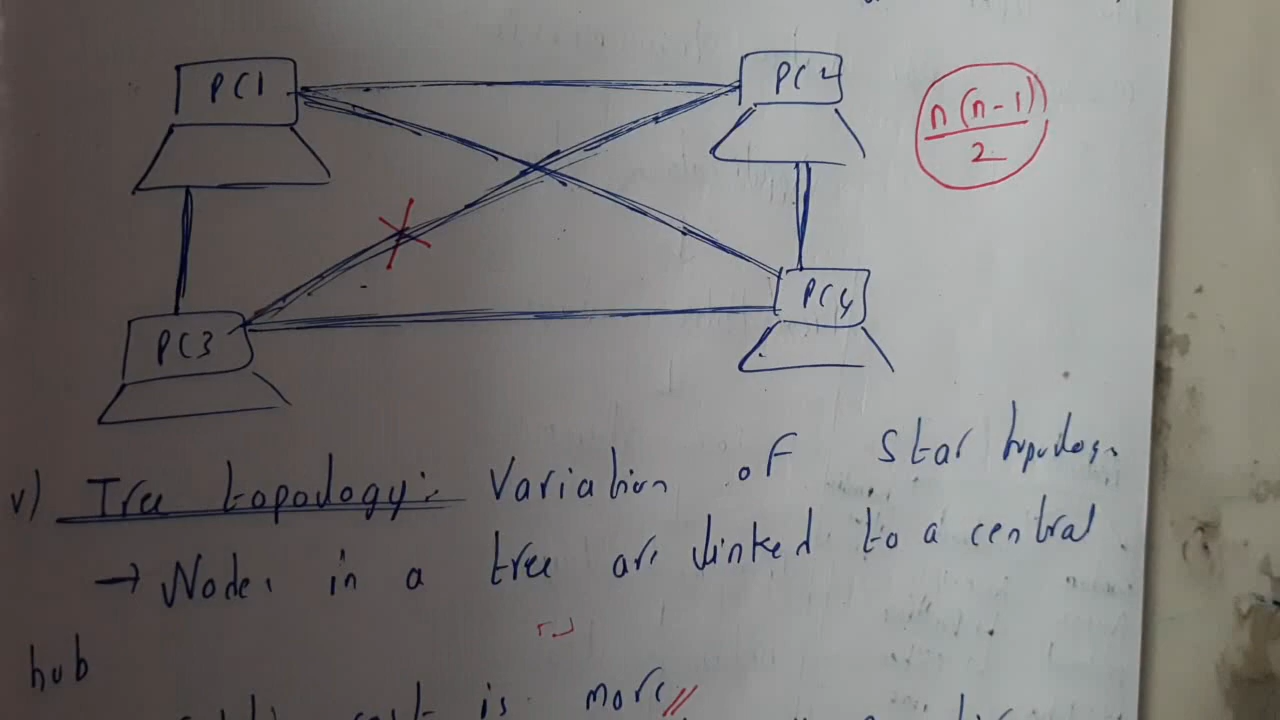 PC1
PC2
n(n-1)
2
PC3
PC4
v) Tree topology: Variation of Star topology
→ Nodes in a tree are linked to a central
hub
cost is more